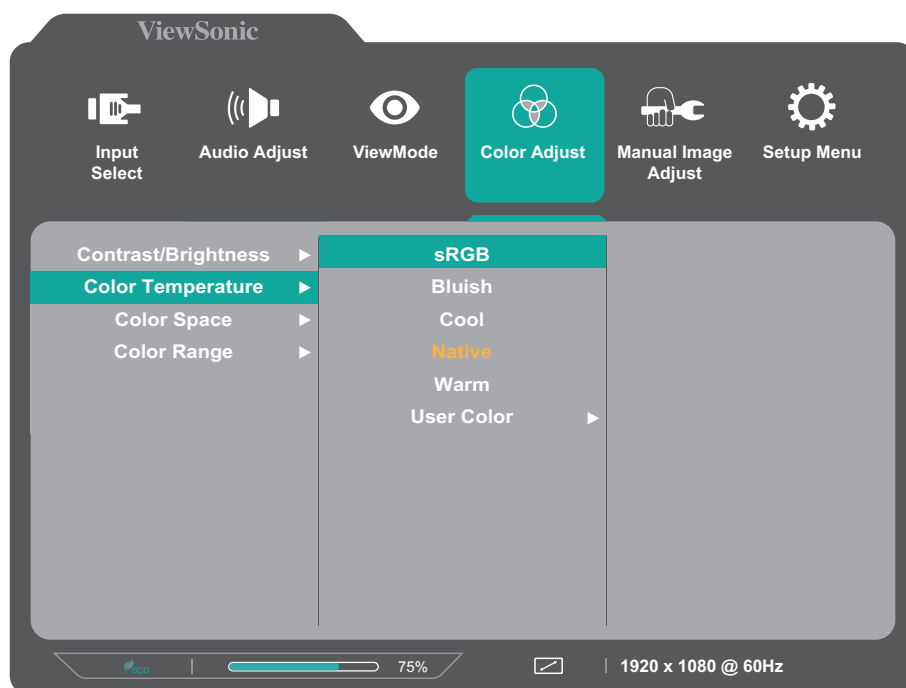 ViewSonic
Input
Select
Audio Adjust
ViewMode
Color Adjust
Manual Image
Adjust
Setup Menu
Contrast/Brightness
Color Temperature
Color Space
Color Range
sRGB
Bluish
Cool
Native
Warm
User Color
eco
75%
1920 x 1080 @ 60Hz